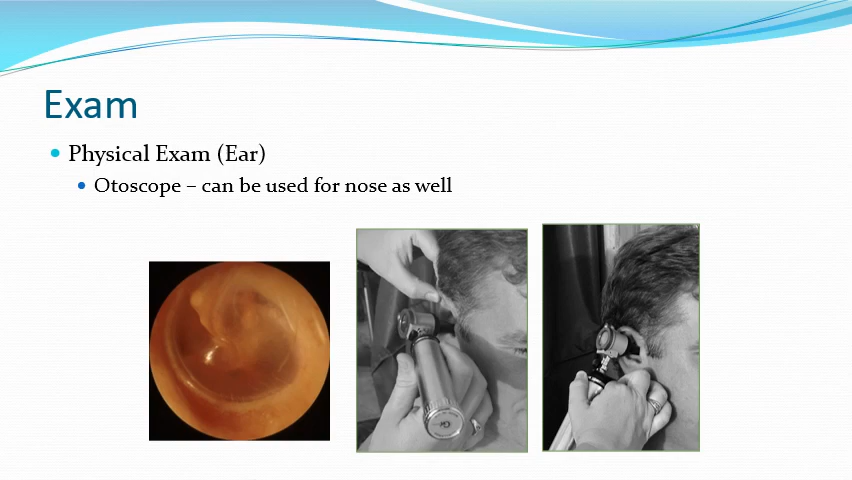 Exam
Physical Exam (Ear)
Otoscope – can be used for nose as well